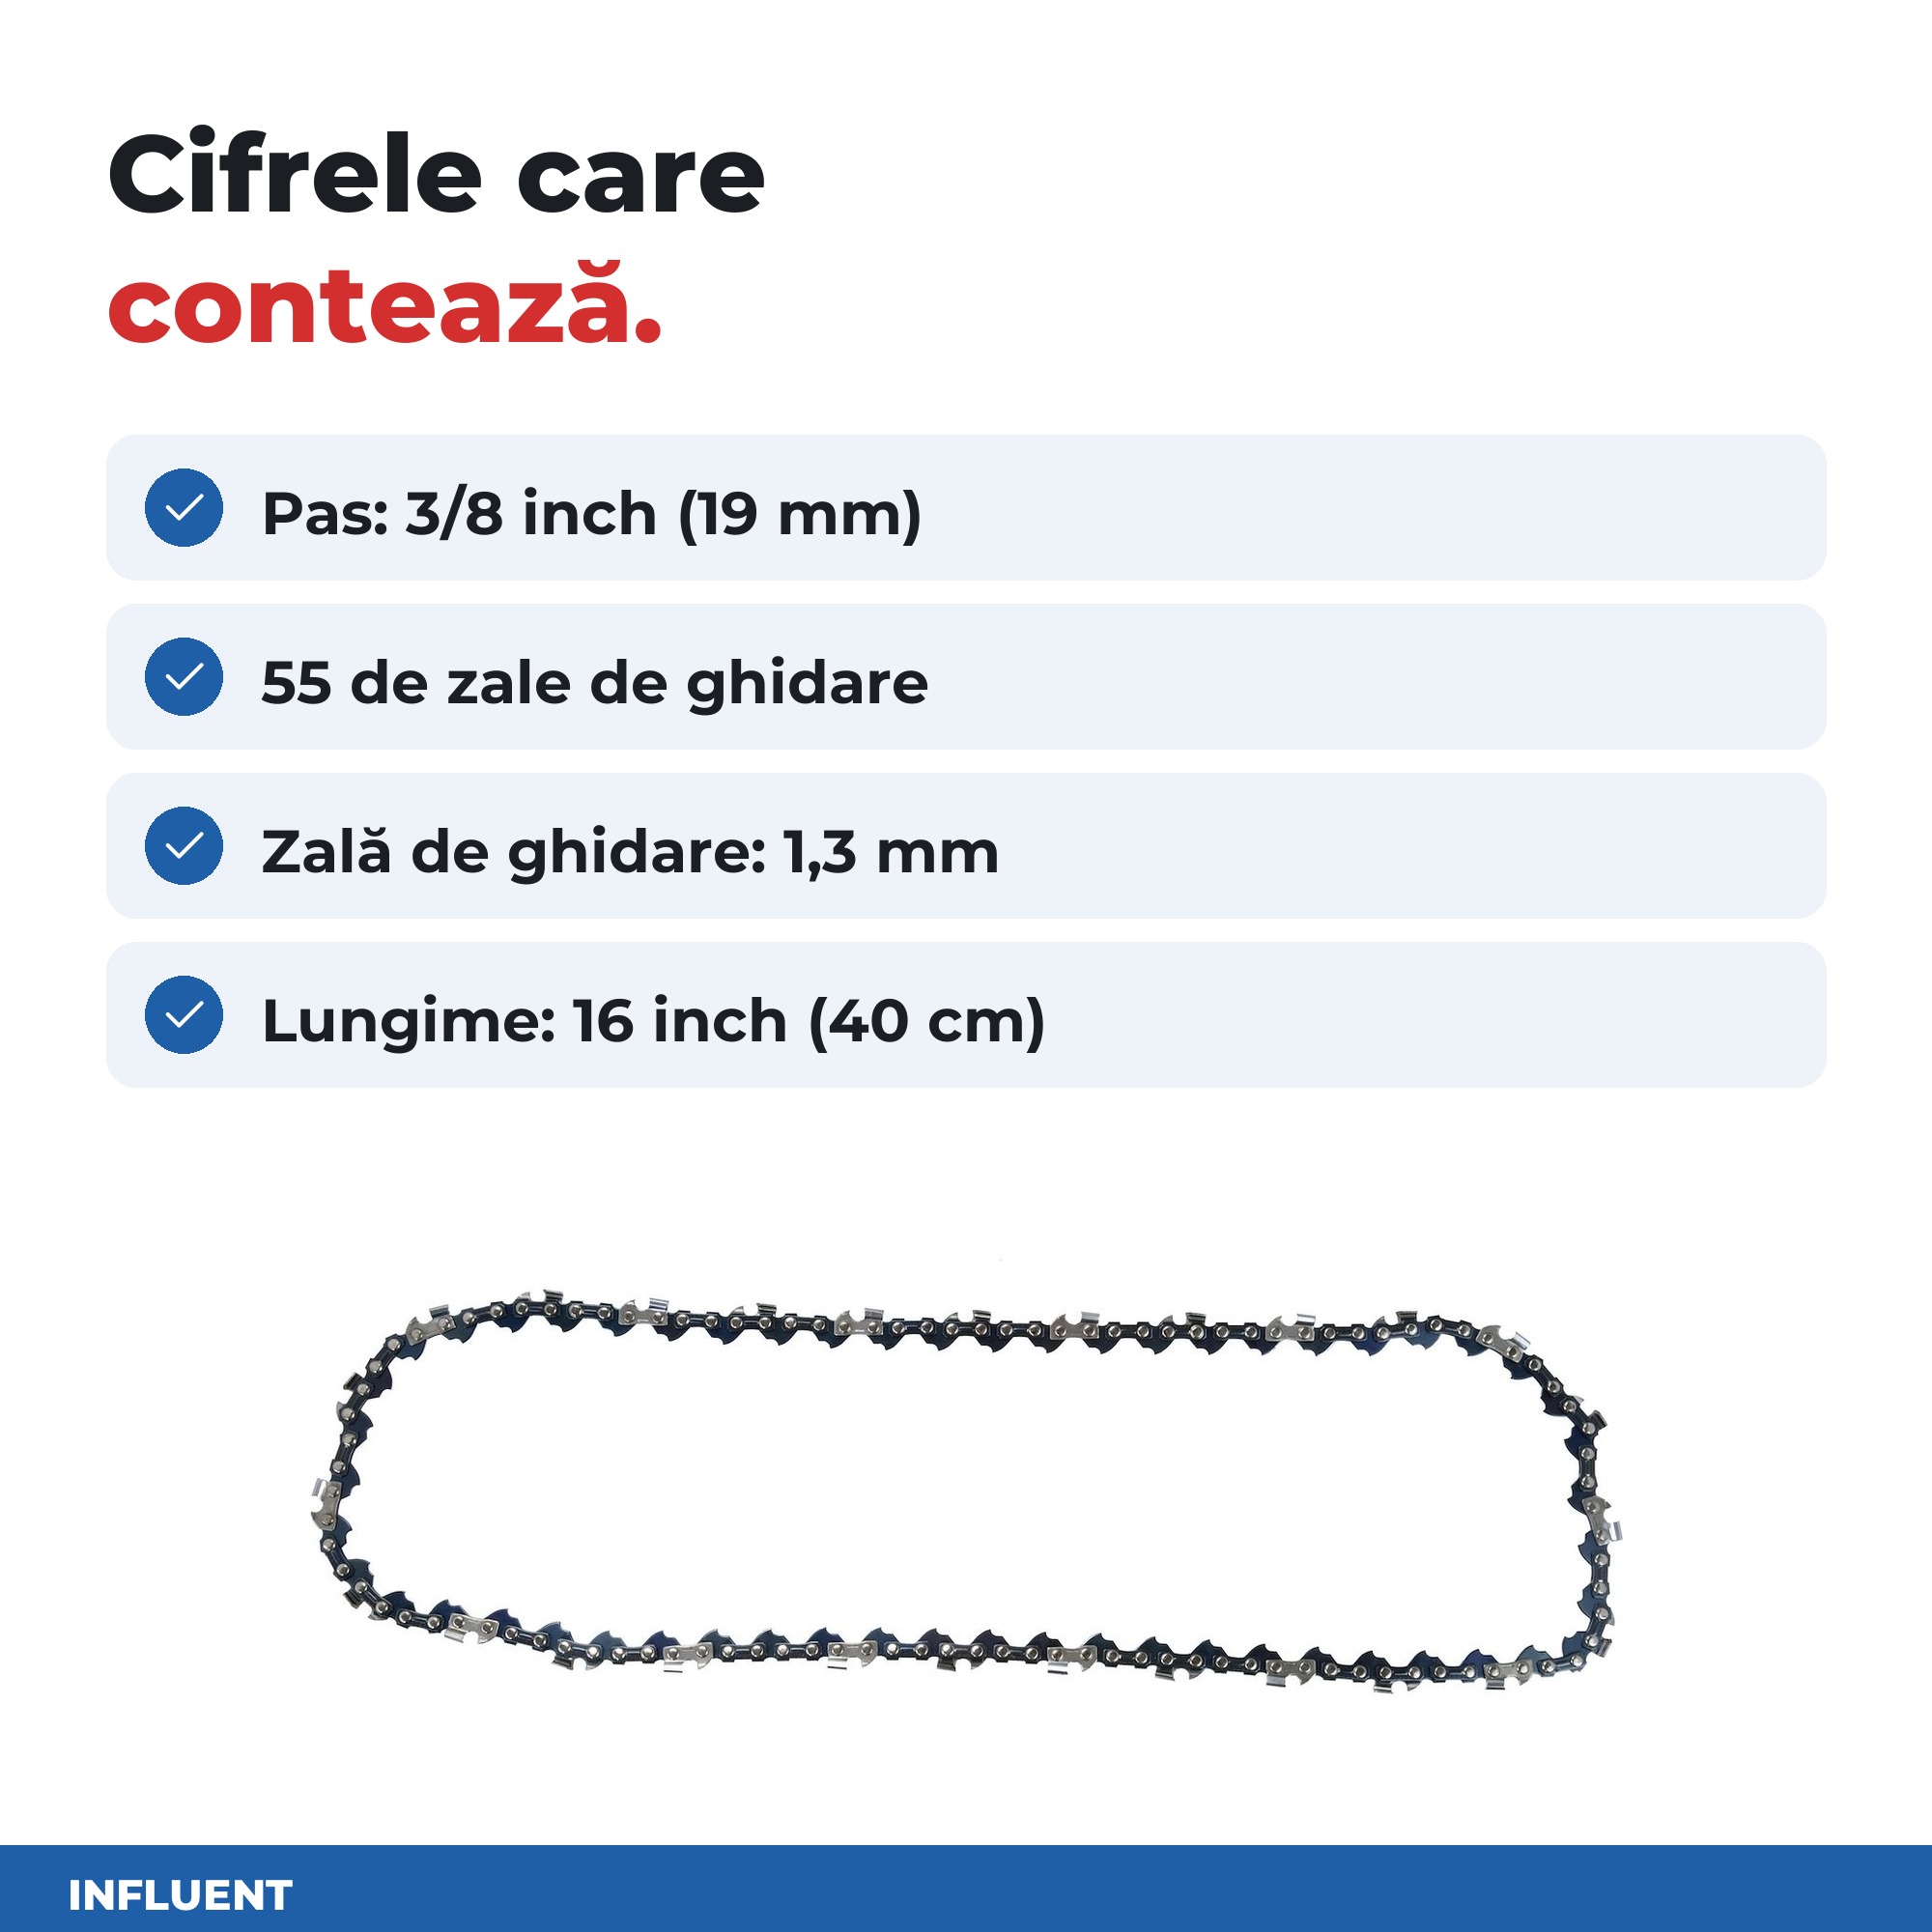 Cifrele care
contează.
Pas: 3/8 inch (19 mm)
55 de zale de ghidare
Zală de ghidare: 1,3 mm
Lungime: 16 inch (40 cm)
INFLUENT